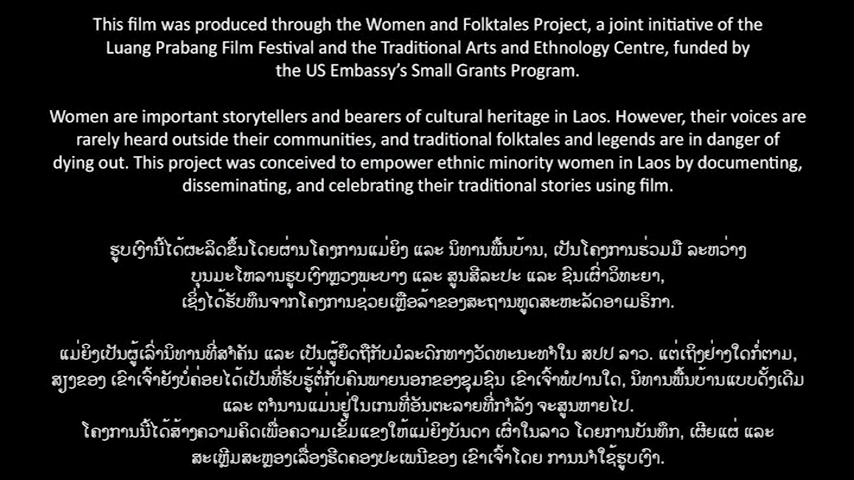 This film was produced through the Women and Folktales Project, a joint initiative of the
Luang Prabang Film Festival and the Traditional Arts and Ethnology Centre, funded by
the US Embassy's Small Grants Program.
Women are important storytellers and bearers of cultural heritage in Laos. However, their voices are
rarely heard outside their communities, and traditional folktales and legends are in danger of
dying out. This project was conceived to empower ethnic minority women in Laos by documenting,
disseminating, and celebrating their traditional stories using film.
ຮູບເງົານີ້ໄດ້ຜະລິດຂຶ້ນໂດຍຜ່ານໂຄງການແມ່ຍິງ ແລະ ນິທານພື້ນບ້ານ, ເປັນໂຄງການຮ່ວມມື ລະຫວ່າງ
ບຸນມະໂຫລານຮູບເງົາຫຼວງພະບາງ ແລະ ສູນສີລະປະ ແລະ ຊົນເຜົ່າວິທະຍາ,
ເຊິ່ງໄດ້ຮັບທຶນຈາກໂຄງການຊ່ວຍເຫຼືອລ້າຂອງສະຖານທູດສະຫະລັດອາເມຣິກາ.
ແມ່ຍິງເປັນຜູ້ເລົ່ານິທານທີ່ສຳຄັນ ແລະ ເປັນຜູ້ຍຶດຖືກັບມໍລະດົກທາງວັດທະນະທຳໃນ ສປປ ລາວ. ແຕ່ເຖິງຢ່າງໃດກໍ່ຕາມ,
ສຽງຂອງ ເຂົາເຈົ້າຍັງບໍ່ຄ່ອຍໄດ້ເປັນທີ່ຮັບຮູ້ຕໍ່ກັບຄົນພາຍນອກຂອງຊຸມຊົນ ເຂົາເຈົ້າພໍປານໃດ, ນິທານພື້ນບ້ານແບບດັ້ງເດີມ
ແລະ ຕຳນານແມ່ນຢູ່ໃນເກນທີ່ອັນຕະລາຍທີ່ກຳລັງ ຈະສູນຫາຍໄປ.
ໂຄງການນີ້ໄດ້ສ້າງຄວາມຄິດເພື່ອຄວາມເຂັ້ມແຂງໃຫ້ແມ່ຍິງບັນດາ ເຜົ່າໃນລາວ ໂດຍການບັນທຶກ, ເຜີຍແຜ່ ແລະ
ສະເຫຼີມສະຫຼອງເລື່ອງຮີດຄອງປະເພນີຂອງ ເຂົາເຈົ້າໂດຍ ການນຳໃຊ້ຮູບເງົາ.